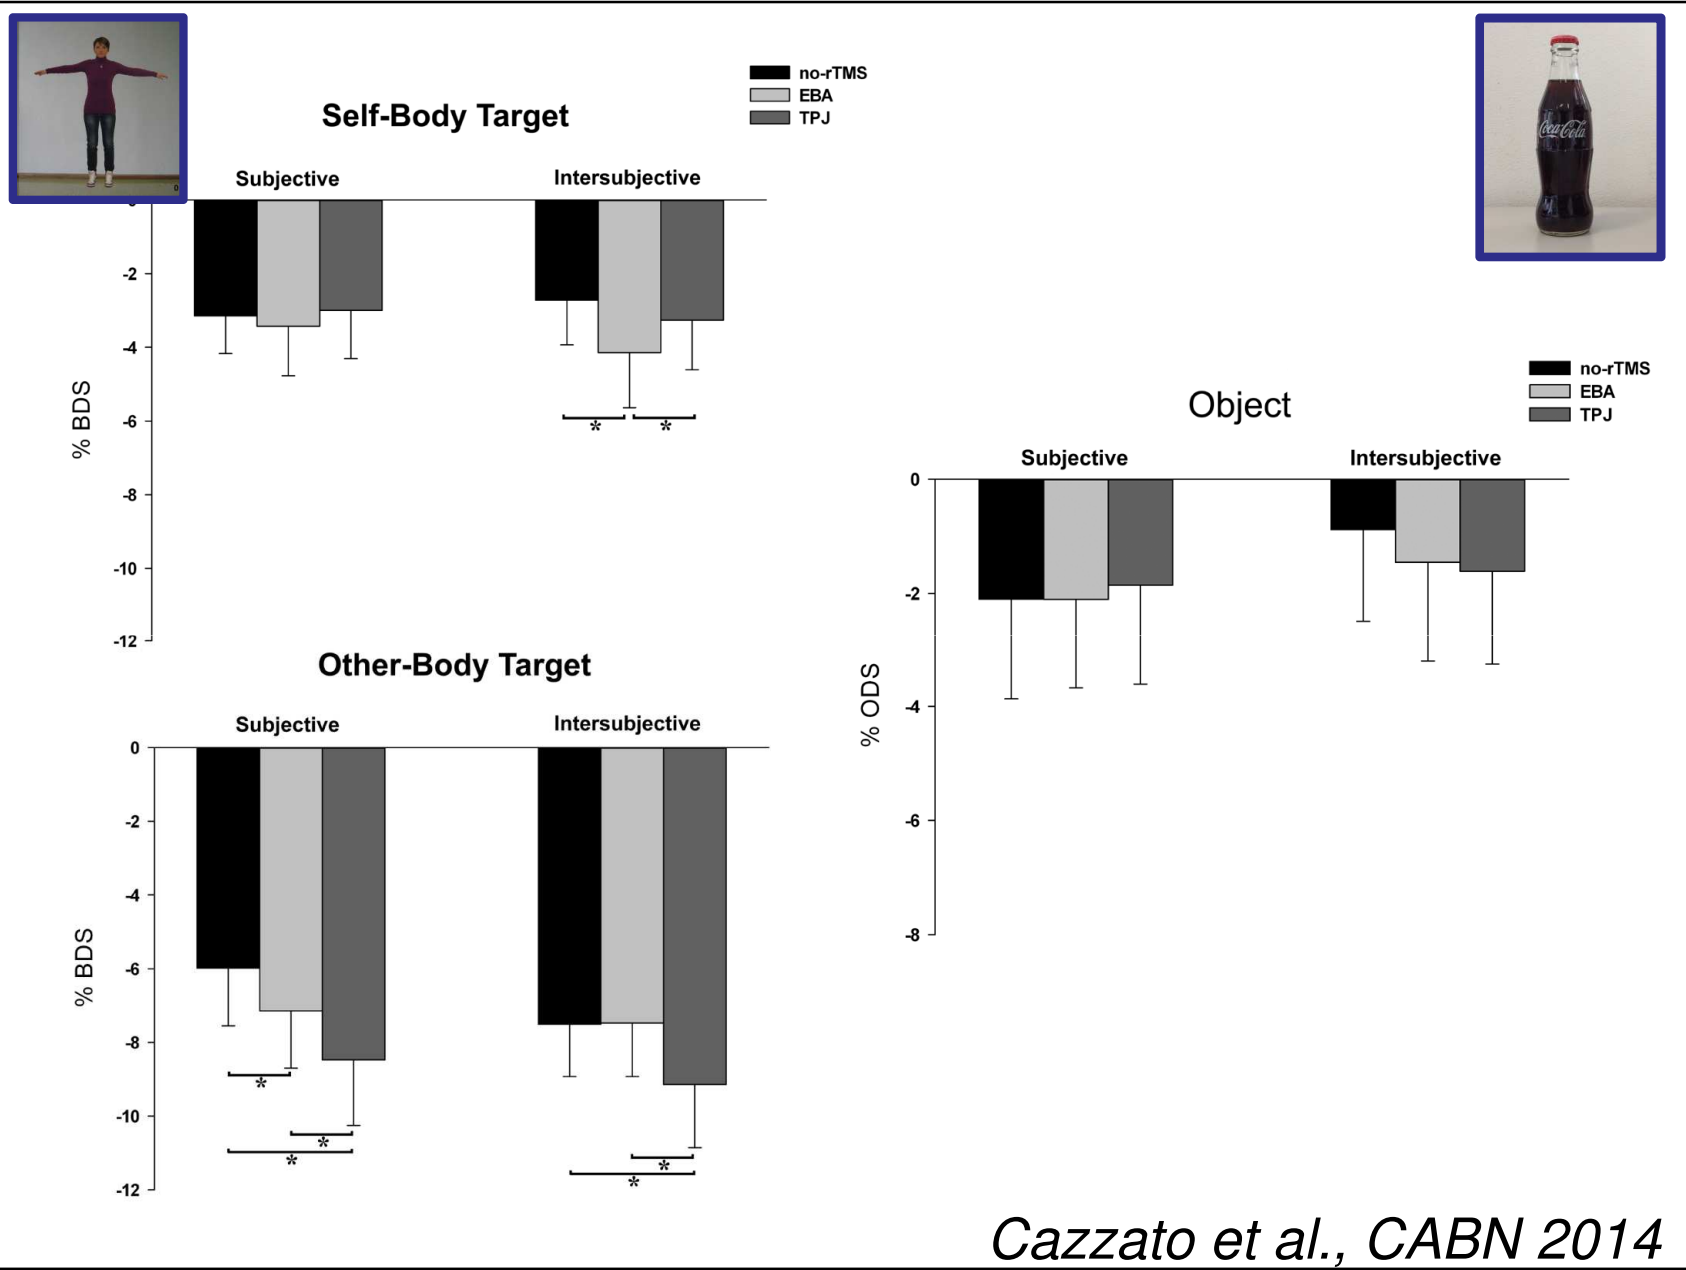 no-rTMS
EBA
TPJ
Self-Body Target
Subjective
Intersubjective
-2
-4
-6
-8
-10
-12
% BDS
*
*
0
Coca-Cola
no-rTMS
EBA
TPJ
Object
Subjective
Intersubjective
0
-2
-4
-6
-8
% ODS
Other-Body Target
Subjective
Intersubjective
0
-2
-4
-6
-8
-10
-12
% BDS
*
*
*
*
*
Cazzato et al., CABN 2014